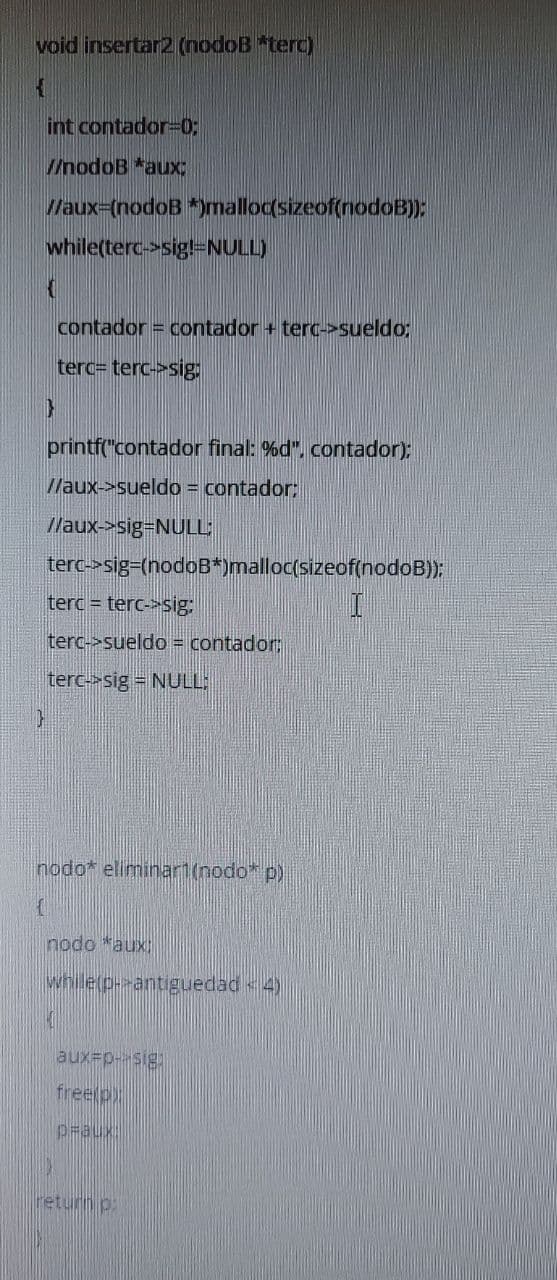 void insertar2 (nodoB *terc)
{
int contador=0;
//nodoB *aux;
//aux=(nodoB *)malloc(sizeof(nodoB));
while(terc->sig!=NULL)
{
contador = contador + terc->sueldo;
terc= terc->sig;
}
printf("contador final: %d", contador);
//aux->sueldo = contador;
//aux->sig=NULL;
terc->sig=(nodoB*)malloc(sizeof(nodoB));
terc = terc->sig;
terc->sueldo = contador;
terc->sig = NULL;
}
nodo* eliminar1(nodo* p)
{
nodo *aux;
while(p->antiguedad < 4)
{
aux=p->sig;
free(p);
p=aux;
}
return p;
}